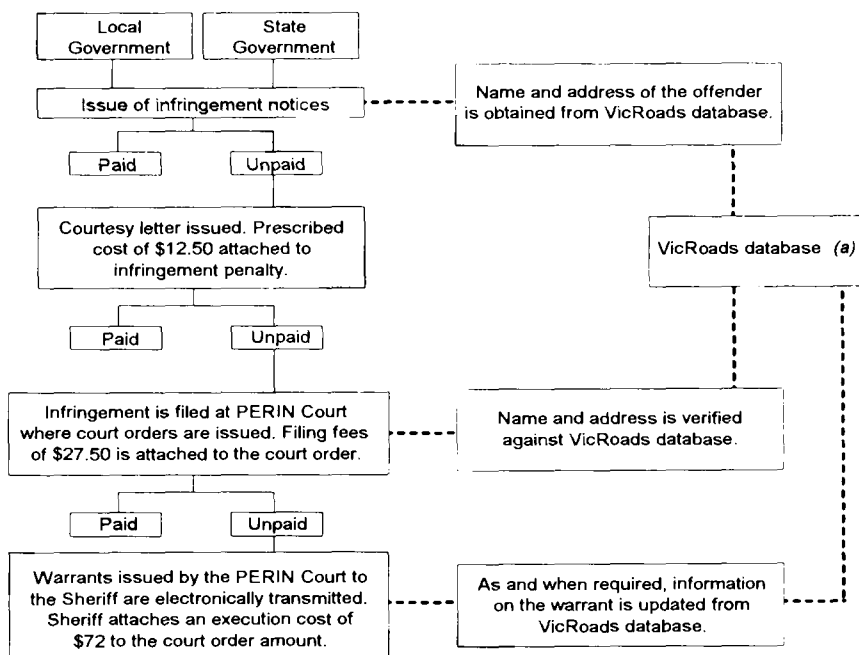 Local
Government
State
Government
Issue of infringement notices
Name and address of the offender
is obtained from VicRoads database.
Paid
Unpaid
Courtesy letter issued. Prescribed
cost of $12.50 attached to
infringement penalty.
VicRoads database (a)
Paid
Unpaid
Infringement is filed at PERIN Court
where court orders are issued. Filing fees
of $27.50 is attached to the court order.
Name and address is verified
against VicRoads database.
Paid
Unpaid
Warrants issued by the PERIN Court to
the Sheriff are electronically transmitted.
Sheriff attaches an execution cost of
$72 to the court order amount.
As and when required, information
on the warrant is updated from
VicRoads database.